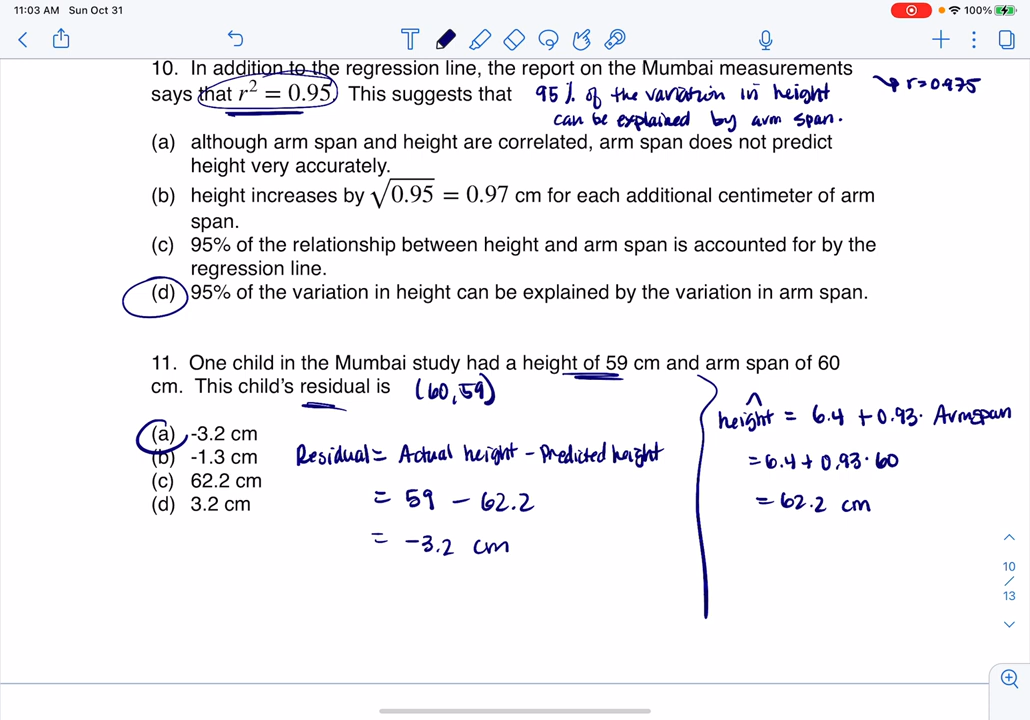 11:03 AM Sun Oct 31
100%
10. In addition to the regression line, the report on the Mumbai measurements
says that r² = 0.95. This suggests that 95% of the variation in height
→ r=0.975
can be explained by arm span.
(a) although arm span and height are correlated, arm span does not predict
height very accurately.
(b) height increases by √0.95 = 0.97 cm for each additional centimeter of arm
span.
(c) 95% of the relationship between height and arm span is accounted for by the
regression line.
(d) 95% of the variation in height can be explained by the variation in arm span.
11. One child in the Mumbai study had a height of 59 cm and arm span of 60
cm. This child's residual is (60,59)
(a) -3.2 cm
(b) -1.3 cm
(c) 62.2 cm
(d) 3.2 cm
Residual = Actual height - Predicted height
= 59 - 62.2
= -3.2 cm
^
height = 6.4 + 0.93 · Armspan
= 6.4 + 0.93 · 60
= 62.2 cm
10
/
13